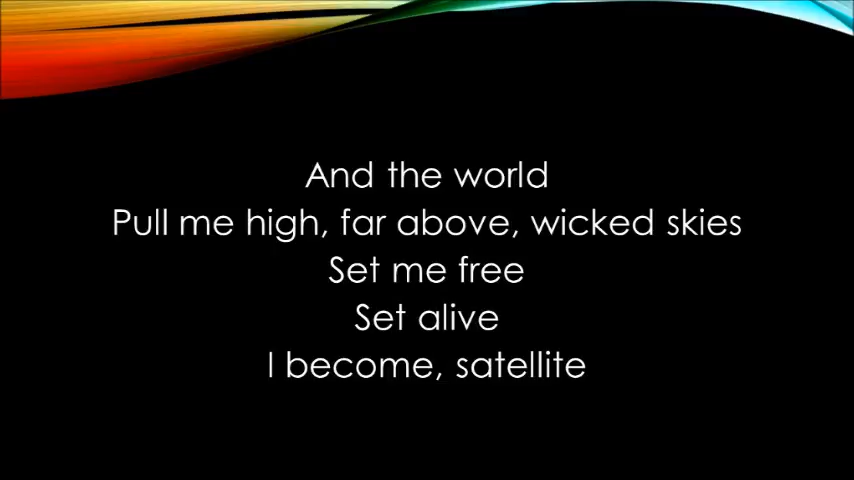 And the world
Pull me high, far above, wicked skies
Set me free
Set alive
I become, satellite